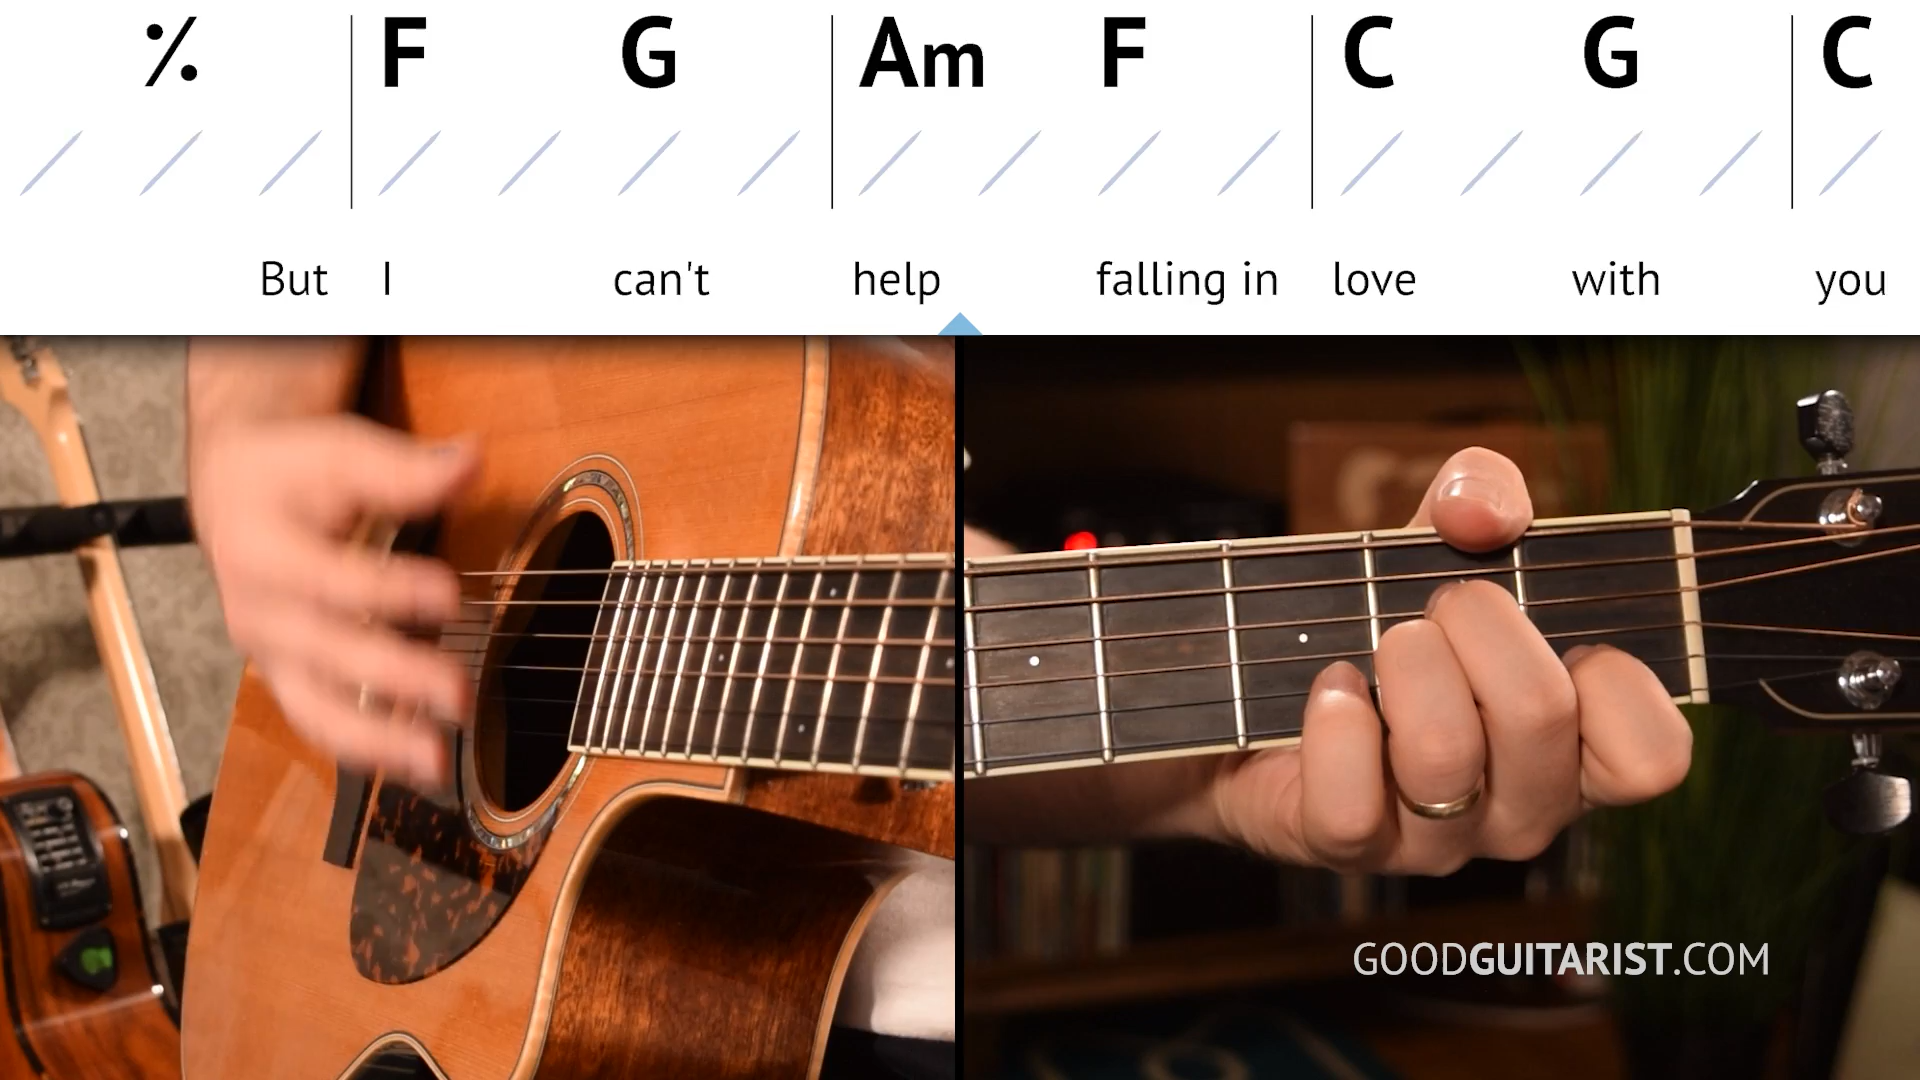 ٪ F G Am F C G C
But I can't help falling in love with you
GOODGUITARIST.COM